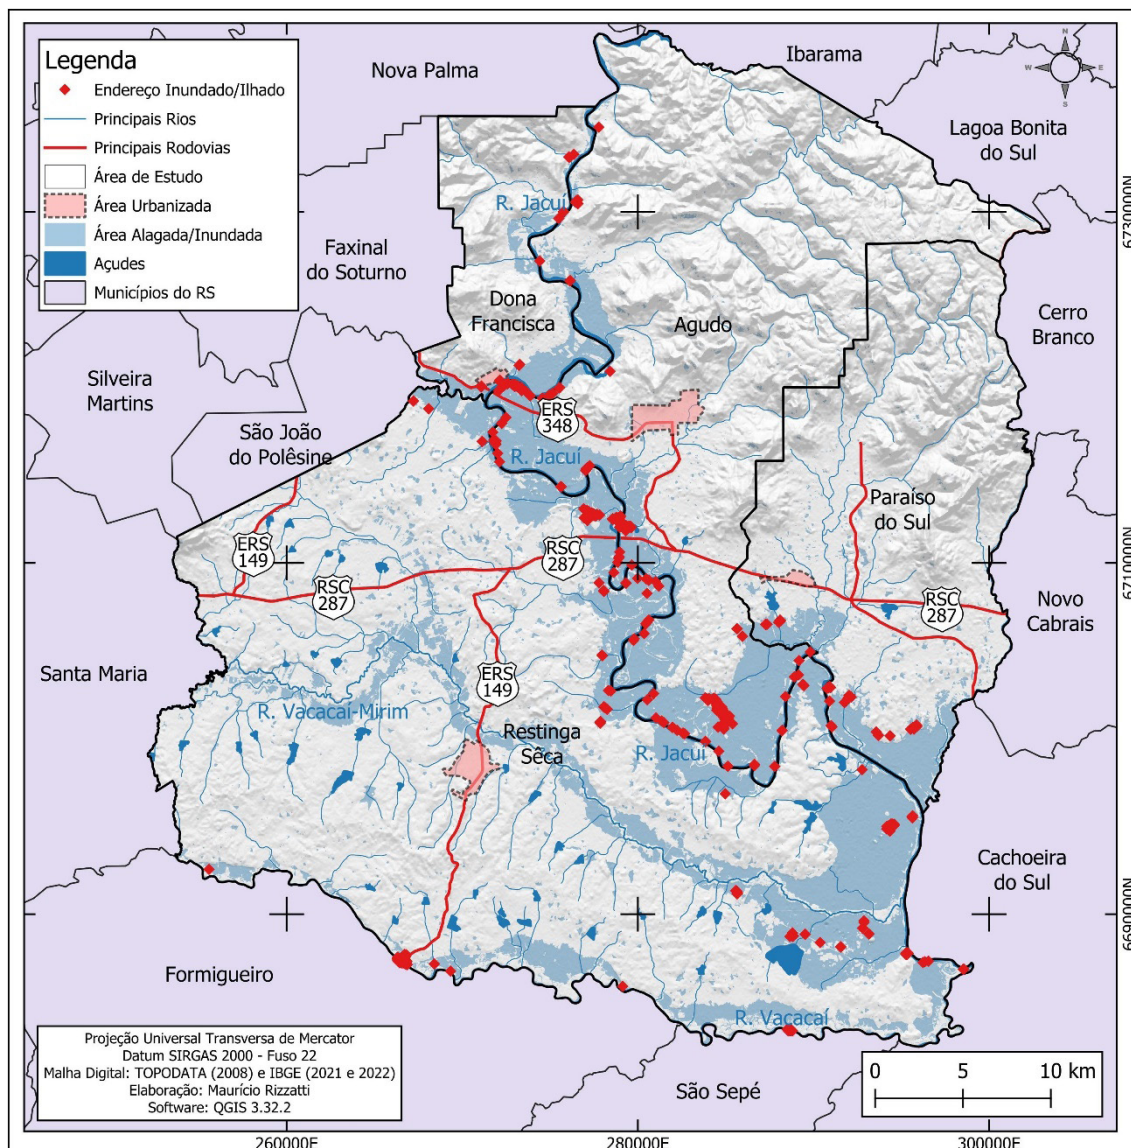 Legenda
Endereço Inundado/Ilhado
Principais Rios
Principais Rodovias
Área de Estudo
Área Urbanizada
Área Alagada/Inundada
Açudes
Municípios do RS
Nova Palma
Ibarama
N
W
E
S
Lagoa Bonita
do Sul
R. Jacuí
6730000N
Faxinal
do Soturno
Dona
Francisca
Agudo
Cerro
Branco
Silveira
Martins
ERS
348
São João
do Polêsine
R. Jacuí
Paraíso
do Sul
ERS
149
RSC
287
RSC
287
6710000N
RSC
287
Novo
Cabrais
Santa Maria
ERS
149
R. Vacacaí-Mirim
Restinga
Sêca
R. Jacuí
Cachoeira
do Sul
6690000N
Formigueiro
R. Vacacaí
São Sepé
Projeção Universal Transversa de Mercator
Datum SIRGAS 2000 - Fuso 22
Malha Digital: TOPODATA (2008) e IBGE (2021 e 2022)
Elaboração: Maurício Rizzatti
Software: QGIS 3.32.2
0 5 10 km
260000E 280000E 300000E